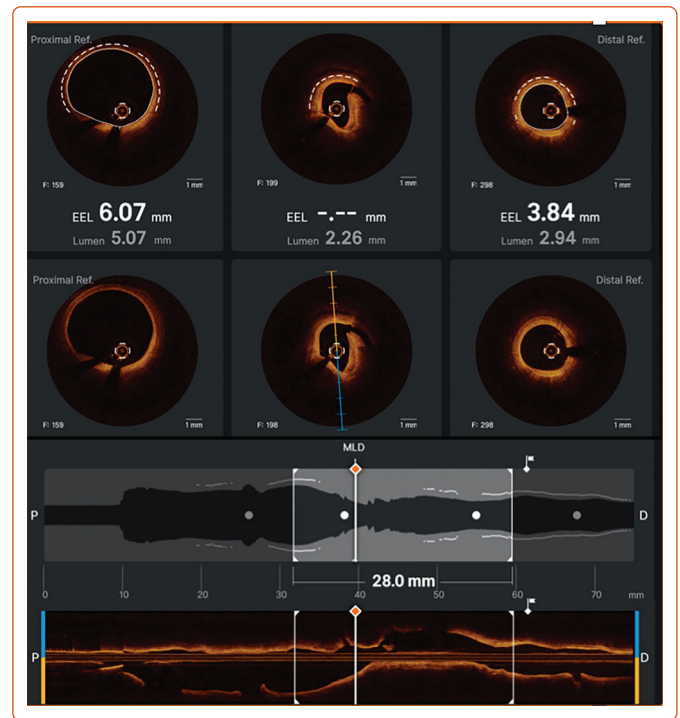 Proximal Ref.
Distal Ref.
F: 159
1 mm
F: 199
1 mm
F: 298
1 mm
EEL 6.07 mm
Lumen 5.07 mm
EEL -.-- mm
Lumen 2.26 mm
EEL 3.84 mm
Lumen 2.94 mm
Proximal Ref.
Distal Ref.
F: 159
1 mm
F: 198
1 mm
F: 298
1 mm
MLD
P
D
28.0 mm
0 10 20 30 40 50 60 70 mm
P
D